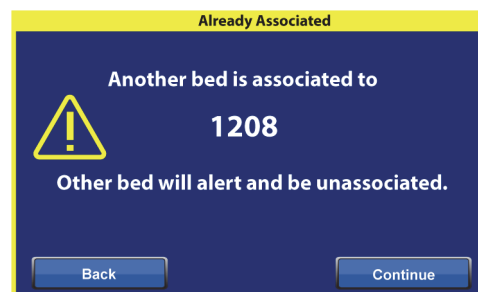 Already Associated
Another bed is associated to
1208
Other bed will alert and be unassociated.
Back
Continue